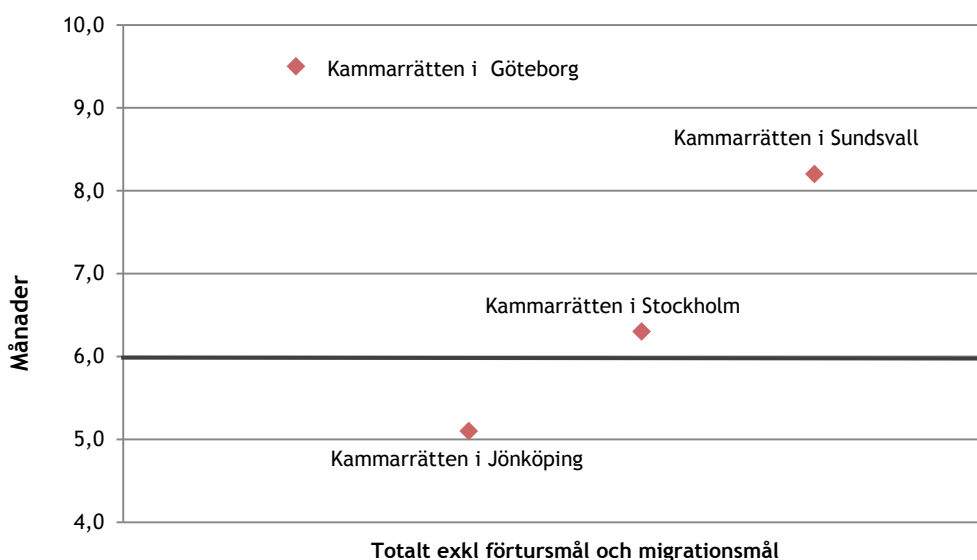 10,0
Kammarrätten i Göteborg
9,0
Kammarrätten i Sundsvall
8,0
7,0
Kammarrätten i Stockholm
Månader
6,0
5,0
Kammarrätten i Jönköping
4,0
Totalt exkl förtursmål och migrationsmål